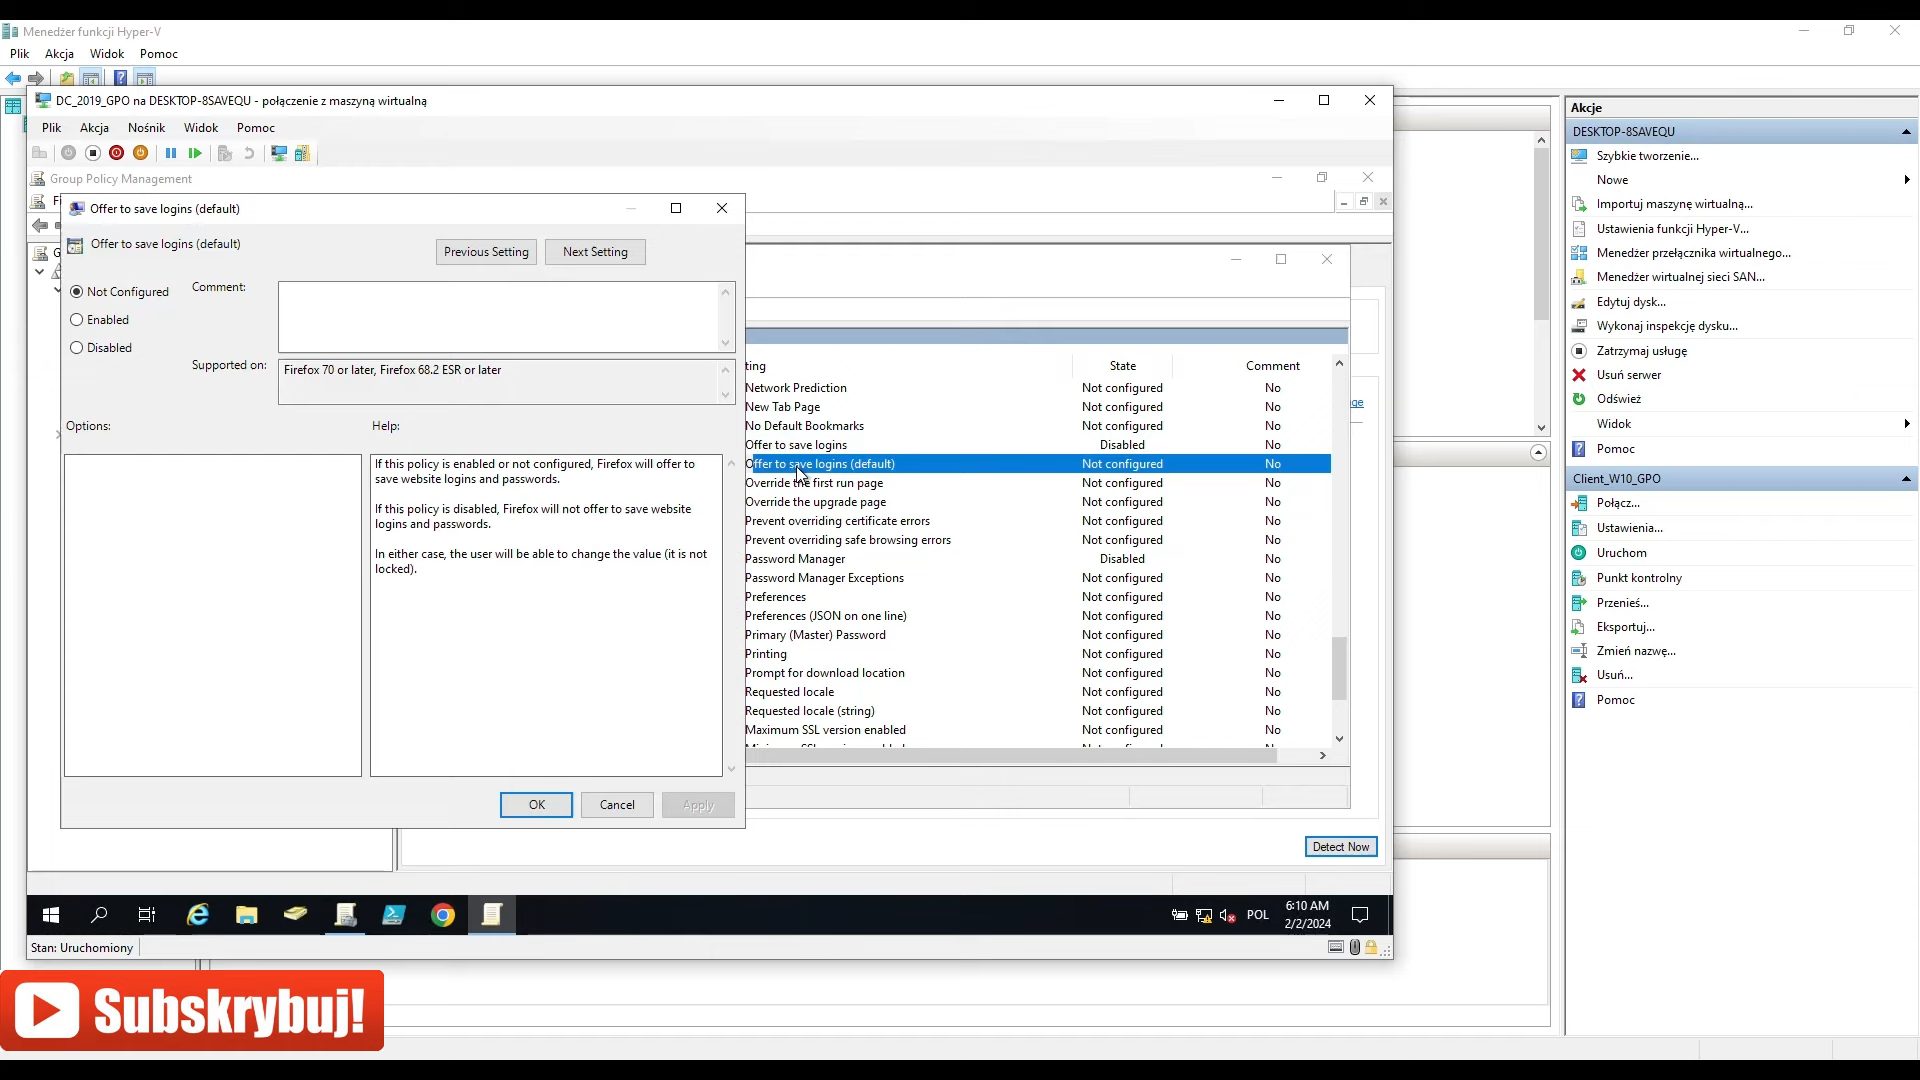 Menedżer funkcji Hyper-V
Plik Akcja Widok Pomoc
DC_2019_GPO na DESKTOP-8SAVEQU - połączenie z maszyną wirtualną
Plik Akcja Nośnik Widok Pomoc
Group Policy Management
Offer to save logins (default)
Offer to save logins (default)
Previous Setting
Next Setting
Not Configured
Enabled
Disabled
Comment:
Supported on:
Firefox 70 or later, Firefox 68.2 ESR or later
Options:
Help:
If this policy is enabled or not configured, Firefox will offer to
save website logins and passwords.
If this policy is disabled, Firefox will not offer to save website
logins and passwords.
In either case, the user will be able to change the value (it is not
locked).
OK
Cancel
Apply
ting State Comment
Network Prediction Not configured No
New Tab Page Not configured No
No Default Bookmarks Not configured No
Offer to save logins Disabled No
Offer to save logins (default) Not configured No
Override the first run page Not configured No
Override the upgrade page Not configured No
Prevent overriding certificate errors Not configured No
Prevent overriding safe browsing errors Not configured No
Password Manager Disabled No
Password Manager Exceptions Not configured No
Preferences Not configured No
Preferences (JSON on one line) Not configured No
Primary (Master) Password Not configured No
Printing Not configured No
Prompt for download location Not configured No
Requested locale Not configured No
Requested locale (string) Not configured No
Maximum SSL version enabled Not configured No
ge
Detect Now
POL
6:10 AM
2/2/2024
Stan: Uruchomiony
Akcje
DESKTOP-8SAVEQU
Szybkie tworzenie...
Nowe
Importuj maszynę wirtualną...
Ustawienia funkcji Hyper-V...
Menedżer przełącznika wirtualnego...
Menedżer wirtualnej sieci SAN...
Edytuj dysk...
Wykonaj inspekcję dysku...
Zatrzymaj usługę
Usuń serwer
Odśwież
Widok
Pomoc
Client_W10_GPO
Połącz...
Ustawienia...
Uruchom
Punkt kontrolny
Przenieś...
Eksportuj...
Zmień nazwę...
Usuń...
Pomoc
Subskrybuj!